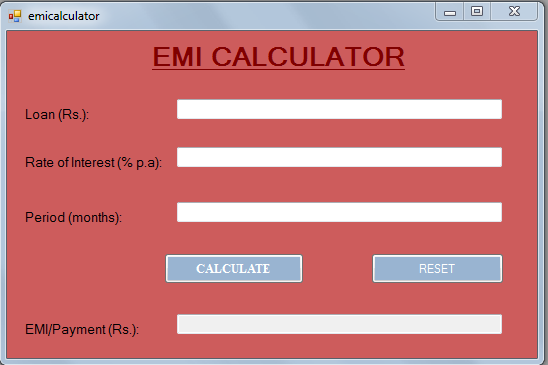 emicalculator
EMI CALCULATOR
Loan (Rs.):
Rate of Interest (% p.a):
Period (months):
CALCULATE RESET
EMI/Payment (Rs.):